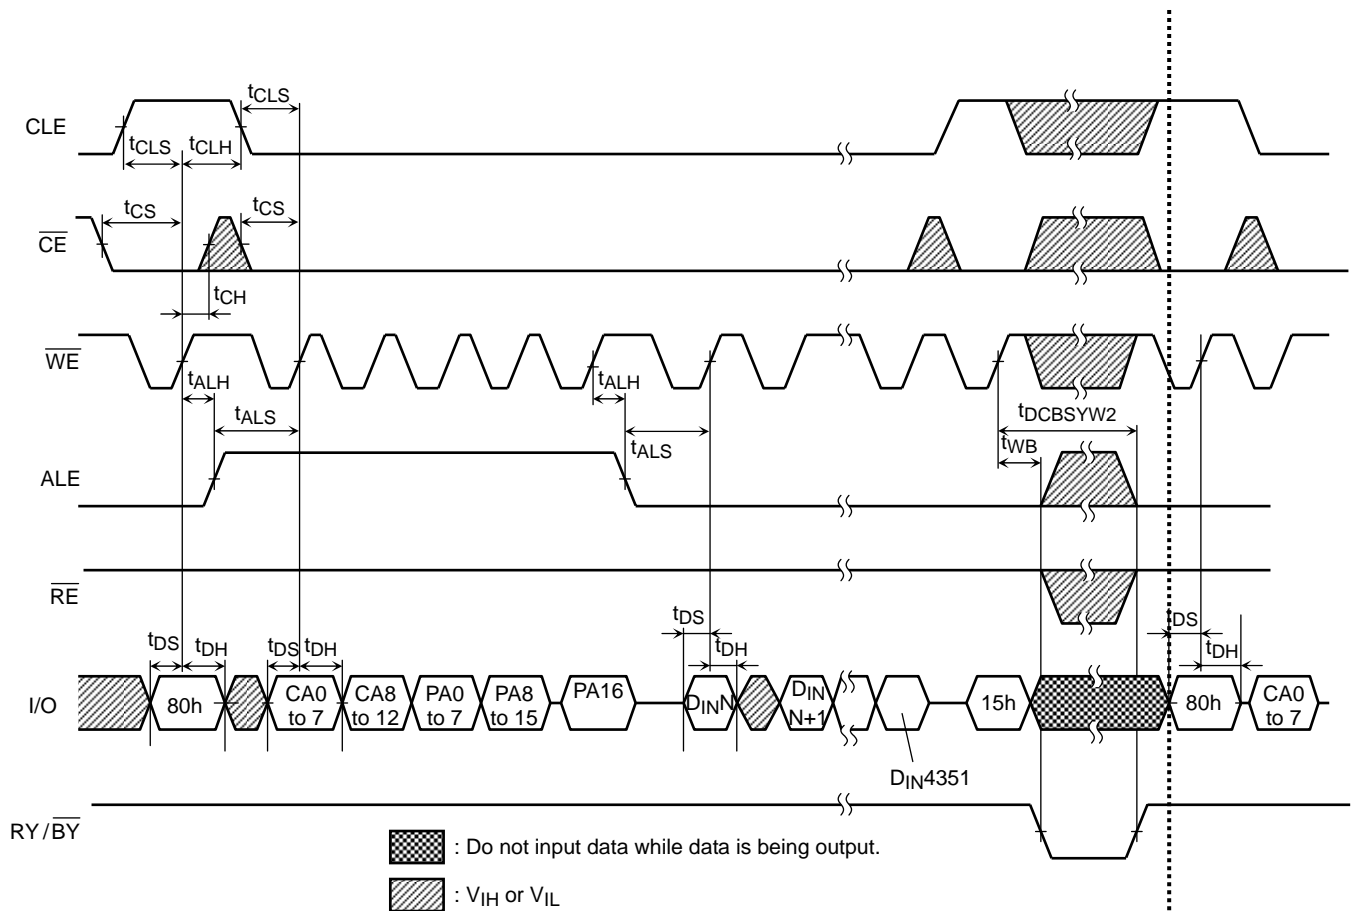 tCLS
CLE
tCLS tCLH
tCS tCS
CE
tCH
WE
tALH tALH
tDCBSYW2
tALS tALS
tWB
ALE
RE
tDS tDS
tDS tDH tDS tDH tDH tDH
I/O 80h CA0 to 7 CA8 to 12 PA0 to 7 PA8 to 15 PA16 DINN DIN N+1 15h 80h CA0 to 7
DIN4351
RY/BY
: Do not input data while data is being output.
: VIH or VIL